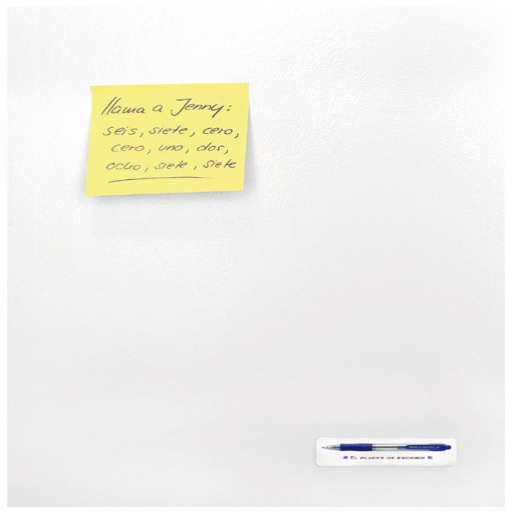 llama a Jenny:
seis, siete, cero,
cero, uno, dos,
ocho, siete, siete
EL PLACER DE ESCRIBIR